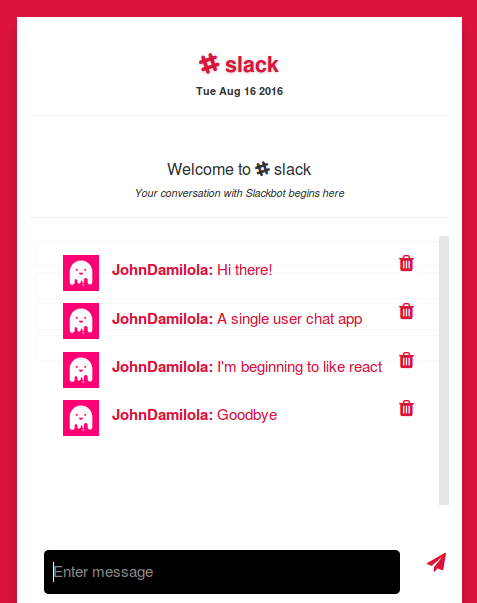 slack
Tue Aug 16 2016
Welcome to slack
Your conversation with Slackbot begins here
JohnDamilola: Hi there!
JohnDamilola: A single user chat app
JohnDamilola: I'm beginning to like react
JohnDamilola: Goodbye
Enter message